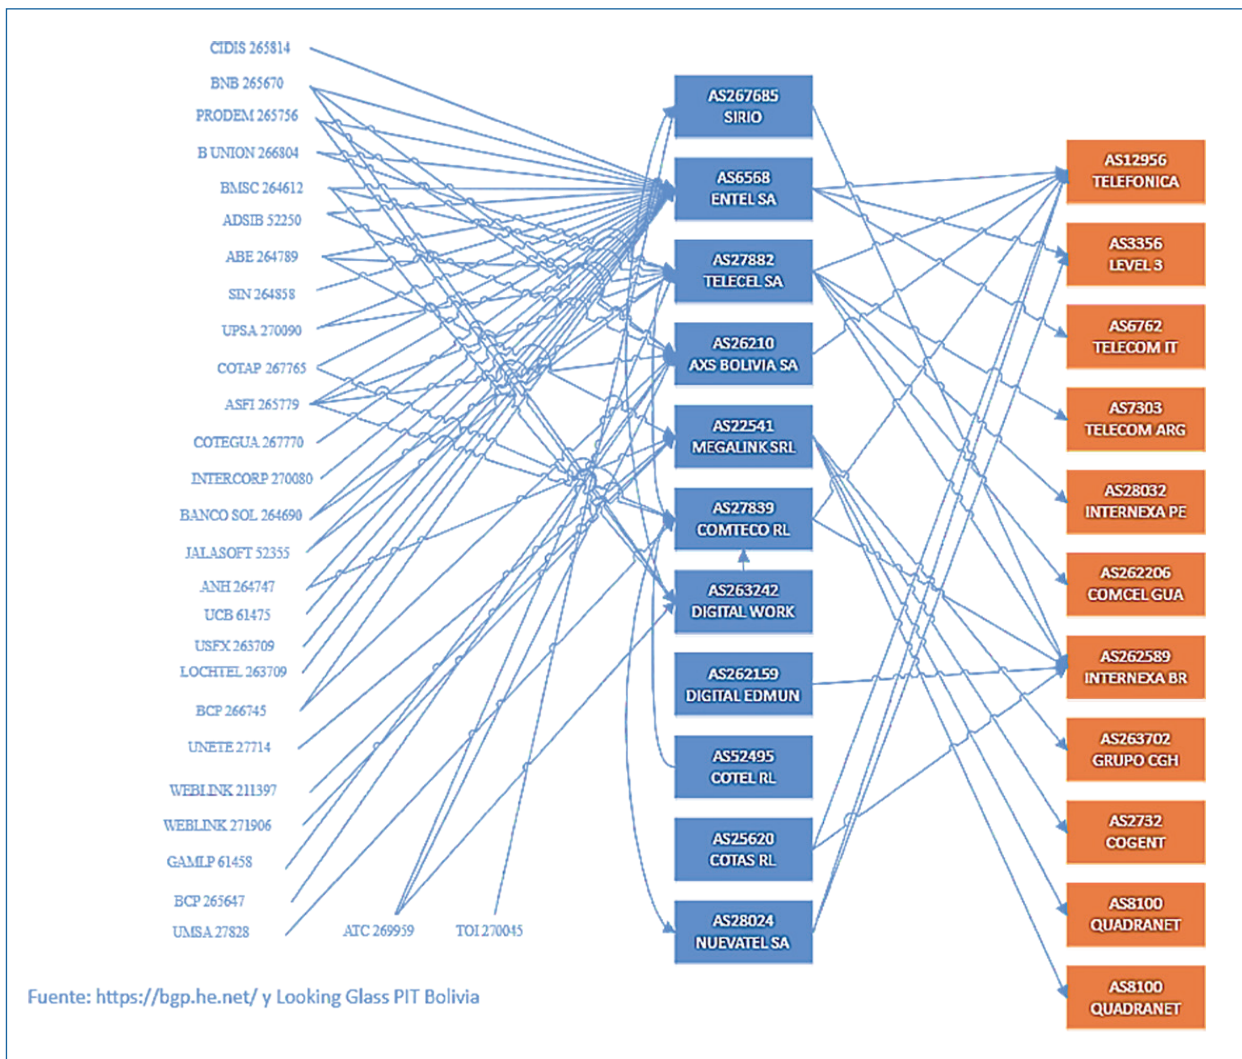 CIDIS 265814
BNB 265670
PRODEM 265756
B UNION 266804
BMSC 264612
ADSIB 52250
ABE 264789
SIN 264858
UPSA 270090
COTAP 267765
ASFI 265779
COTEGUA 267770
INTERCORP 270080
BANCO SOL 264690
JALASOFT 52355
ANH 264747
UCB 61475
USFX 263709
LOCHTEL 263709
BCP 266745
UNETE 27714
WEBLINK 211397
WEBLINK 271906
GAMLP 61458
BCP 265647
UMSA 27828
ATC 269959
TOI 270045
AS267685
SIRIO
AS6568
ENTEL SA
AS27882
TELECEL SA
AS26210
AXS BOLIVIA SA
AS22541
MEGALINK SRL
AS27839
COMTECO RL
AS263242
DIGITAL WORK
AS262159
DIGITAL EDMUN
AS52495
COTEL RL
AS25620
COTAS RL
AS28024
NUEVATEL SA
AS12956
TELEFONICA
AS3356
LEVEL 3
AS6762
TELECOM IT
AS7303
TELECOM ARG
AS28032
INTERNEXA PE
AS262206
COMCEL GUA
AS262589
INTERNEXA BR
AS263702
GRUPO CGH
AS2732
COGENT
AS8100
QUADRANET
AS8100
QUADRANET
Fuente: https://bgp.he.net/ y Looking Glass PIT Bolivia